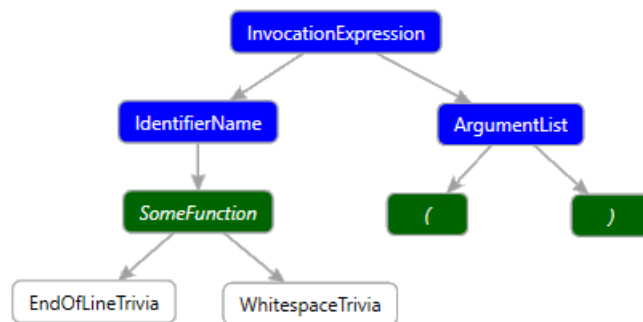 InvocationExpression
IdentifierName
ArgumentList
SomeFunction
(
)
EndOfLineTrivia
WhitespaceTrivia